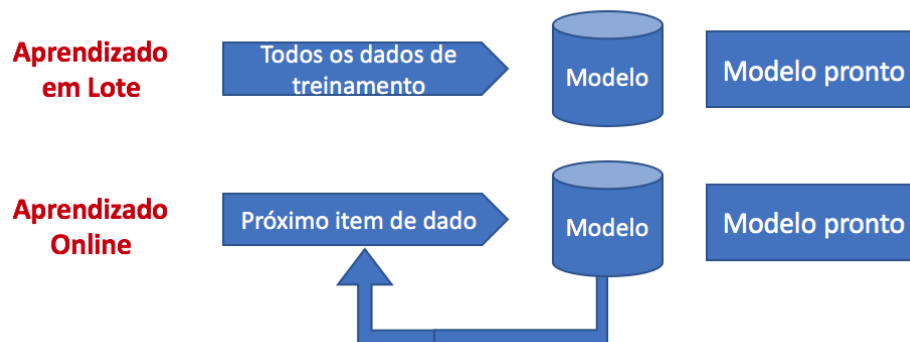 Aprendizado
em Lote
Todos os dados de
treinamento
Modelo
Modelo pronto
Aprendizado
Online
Próximo item de dado
Modelo
Modelo pronto